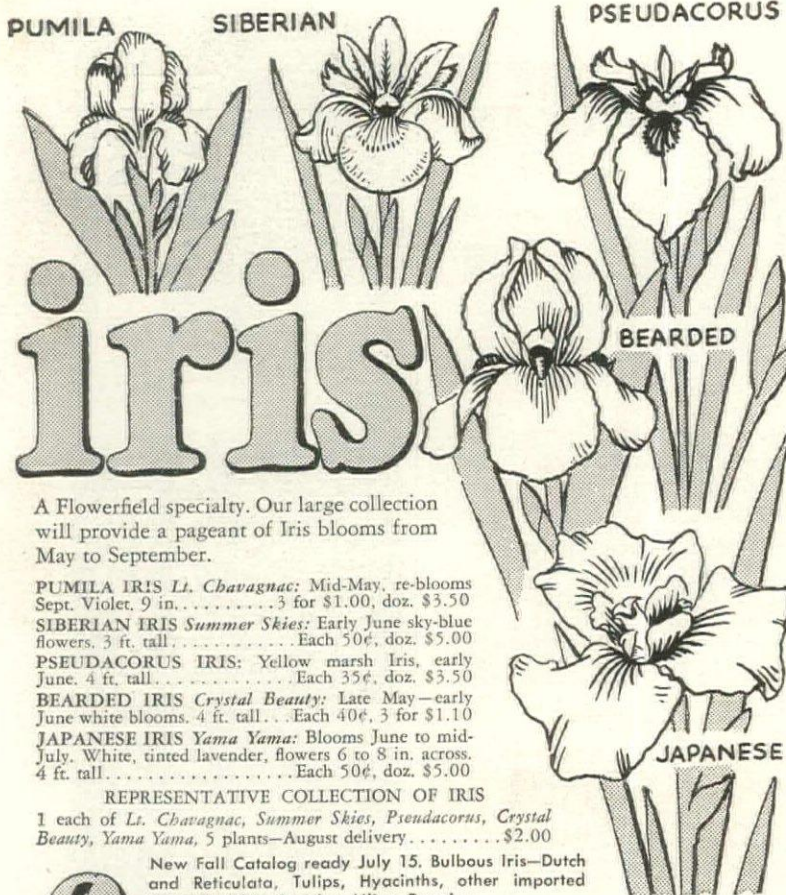 PUMILA
SIBERIAN
PSEUDACORUS
iris
BEARDED
A Flowerfield specialty. Our large collection
will provide a pageant of Iris blooms from
May to September.
PUMILA IRIS Lt. Chavagnac: Mid-May, re-blooms
Sept. Violet, 9 in..........3 for $1.00, doz. $3.50
SIBERIAN IRIS Summer Skies: Early June sky-blue
flowers. 3 ft. tall............Each 50¢, doz. $5.00
PSEUDACORUS IRIS: Yellow marsh Iris, early
June. 4 ft. tall..............Each 35¢, doz. $3.50
BEARDED IRIS Crystal Beauty: Late May—early
June white blooms. 4 ft. tall...Each 40¢, 3 for $1.10
JAPANESE IRIS Yama Yama: Blooms June to mid-
July. White, tinted lavender, flowers 6 to 8 in. across.
4 ft. tall..................Each 50¢, doz. $5.00
JAPANESE
REPRESENTATIVE COLLECTION OF IRIS
1 each of Lt. Chavagnac, Summer Skies, Pseudacorus, Crystal
Beauty, Yama Yama, 5 plants—August delivery.........$2.00
New Fall Catalog ready July 15. Bulbous Iris—Dutch
and Reticulata, Tulips, Hyacinths, other imported